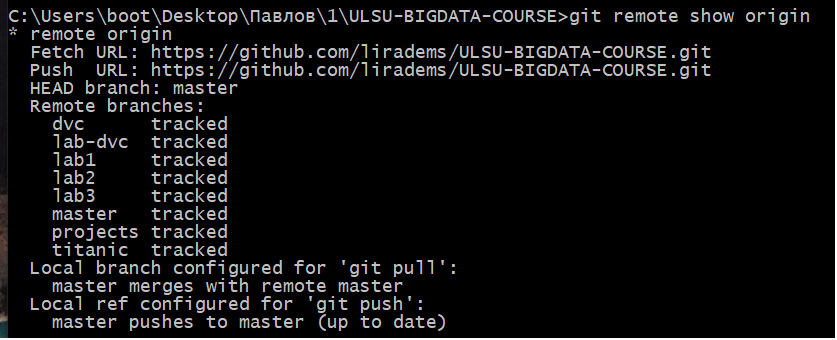 C:\Users\boot\Desktop\Павлов\1\ULSU-BIGDATA-COURSE>git remote show origin
* remote origin
  Fetch URL: https://github.com/liradems/ULSU-BIGDATA-COURSE.git
  Push  URL: https://github.com/liradems/ULSU-BIGDATA-COURSE.git
  HEAD branch: master
  Remote branches:
    dvc      tracked
    lab-dvc  tracked
    lab1     tracked
    lab2     tracked
    lab3     tracked
    master   tracked
    projects tracked
    titanic  tracked
  Local branch configured for 'git pull':
    master merges with remote master
  Local ref configured for 'git push':
    master pushes to master (up to date)